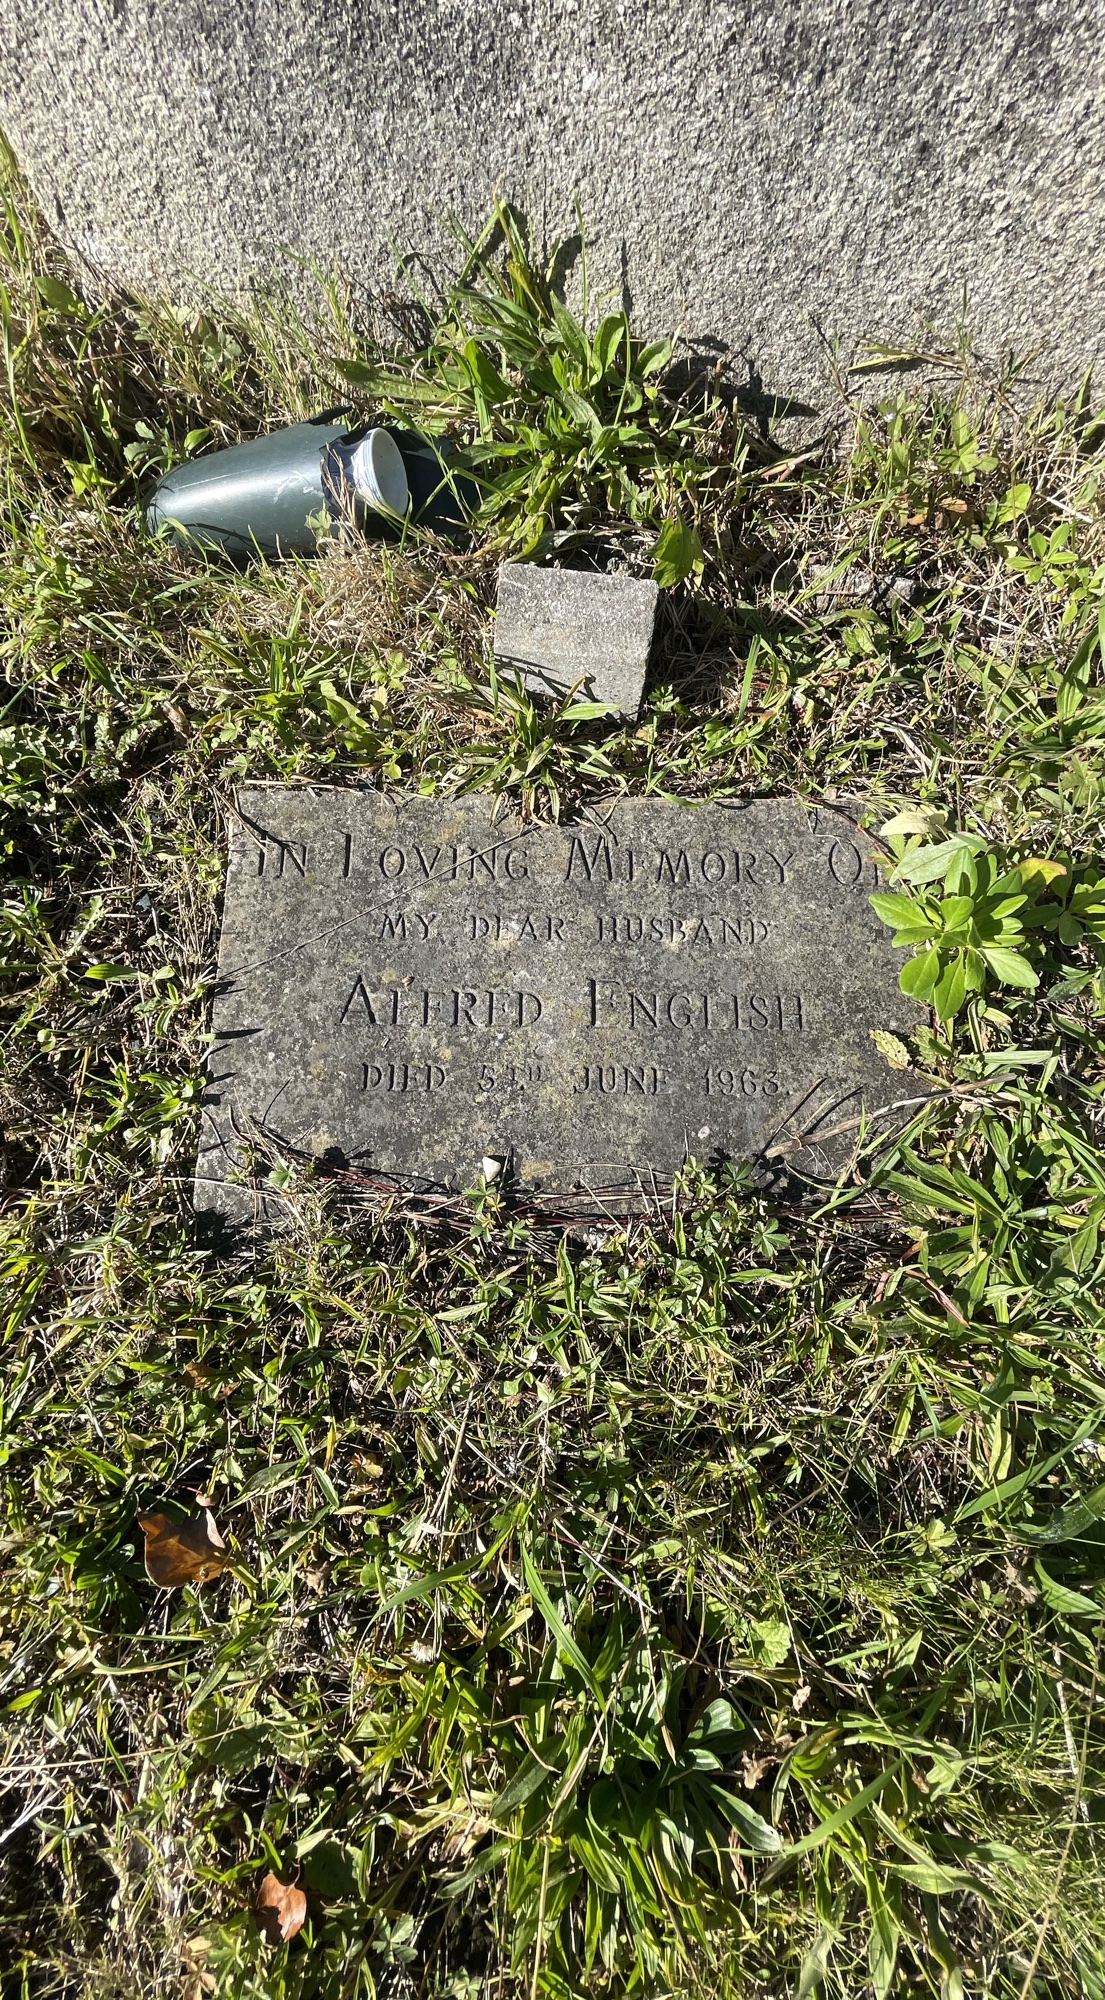 IN LOVING MEMORY OF
MY DEAR HUSBAND
ALFRED ENGLISH
DIED 5TH JUNE 1963.